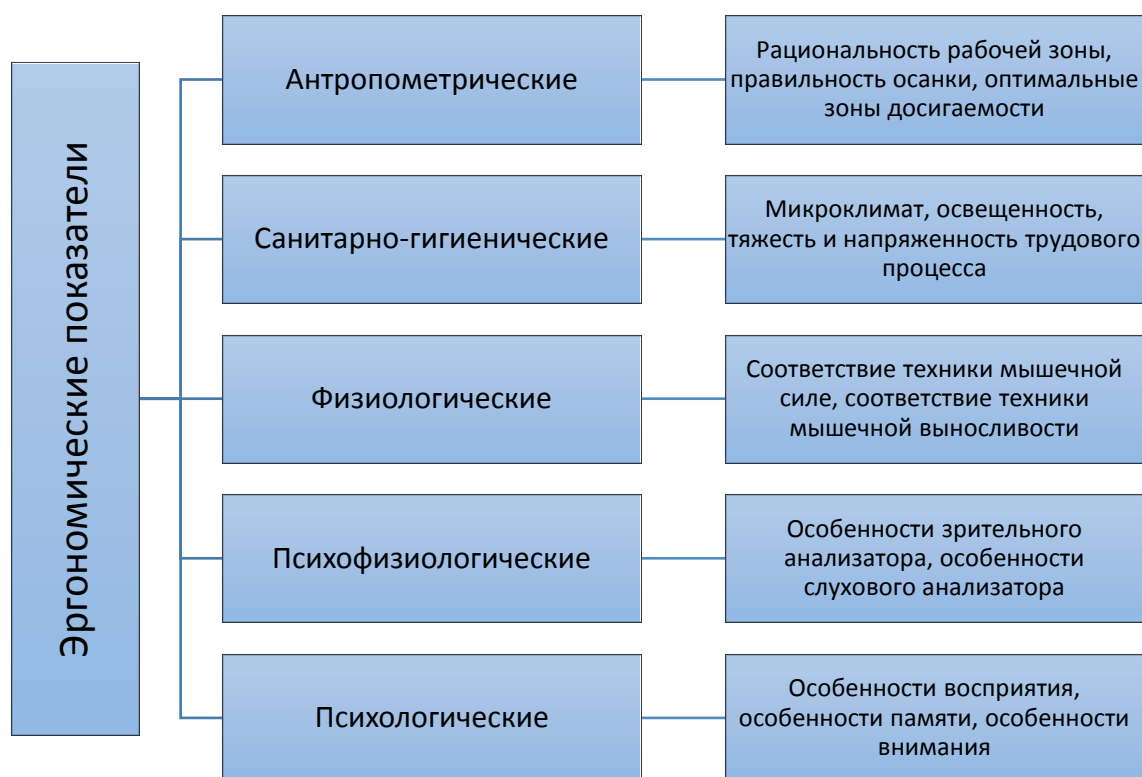 Эргономические показатели
Антропометрические
Рациональность рабочей зоны,
правильность осанки, оптимальные
зоны досигаемости
Санитарно-гигиенические
Микроклимат, освещенность,
тяжесть и напряженность трудового
процесса
Физиологические
Соответствие техники мышечной
силе, соответствие техники
мышечной выносливости
Психофизиологические
Особенности зрительного
анализатора, особенности
слухового анализатора
Психологические
Особенности восприятия,
особенности памяти, особенности
внимания